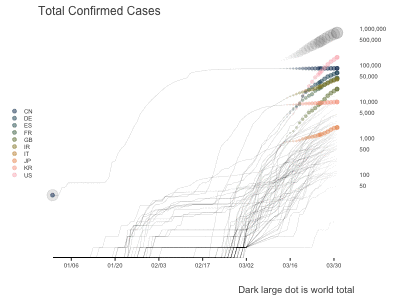 Total Confirmed Cases
1,000,000
500,000
100,000
50,000
10,000
5,000
1,000
500
100
50
CN
DE
ES
FR
GB
IR
IT
JP
KR
US
01/06
01/20
02/03
02/17
03/02
03/16
03/30
Dark large dot is world total